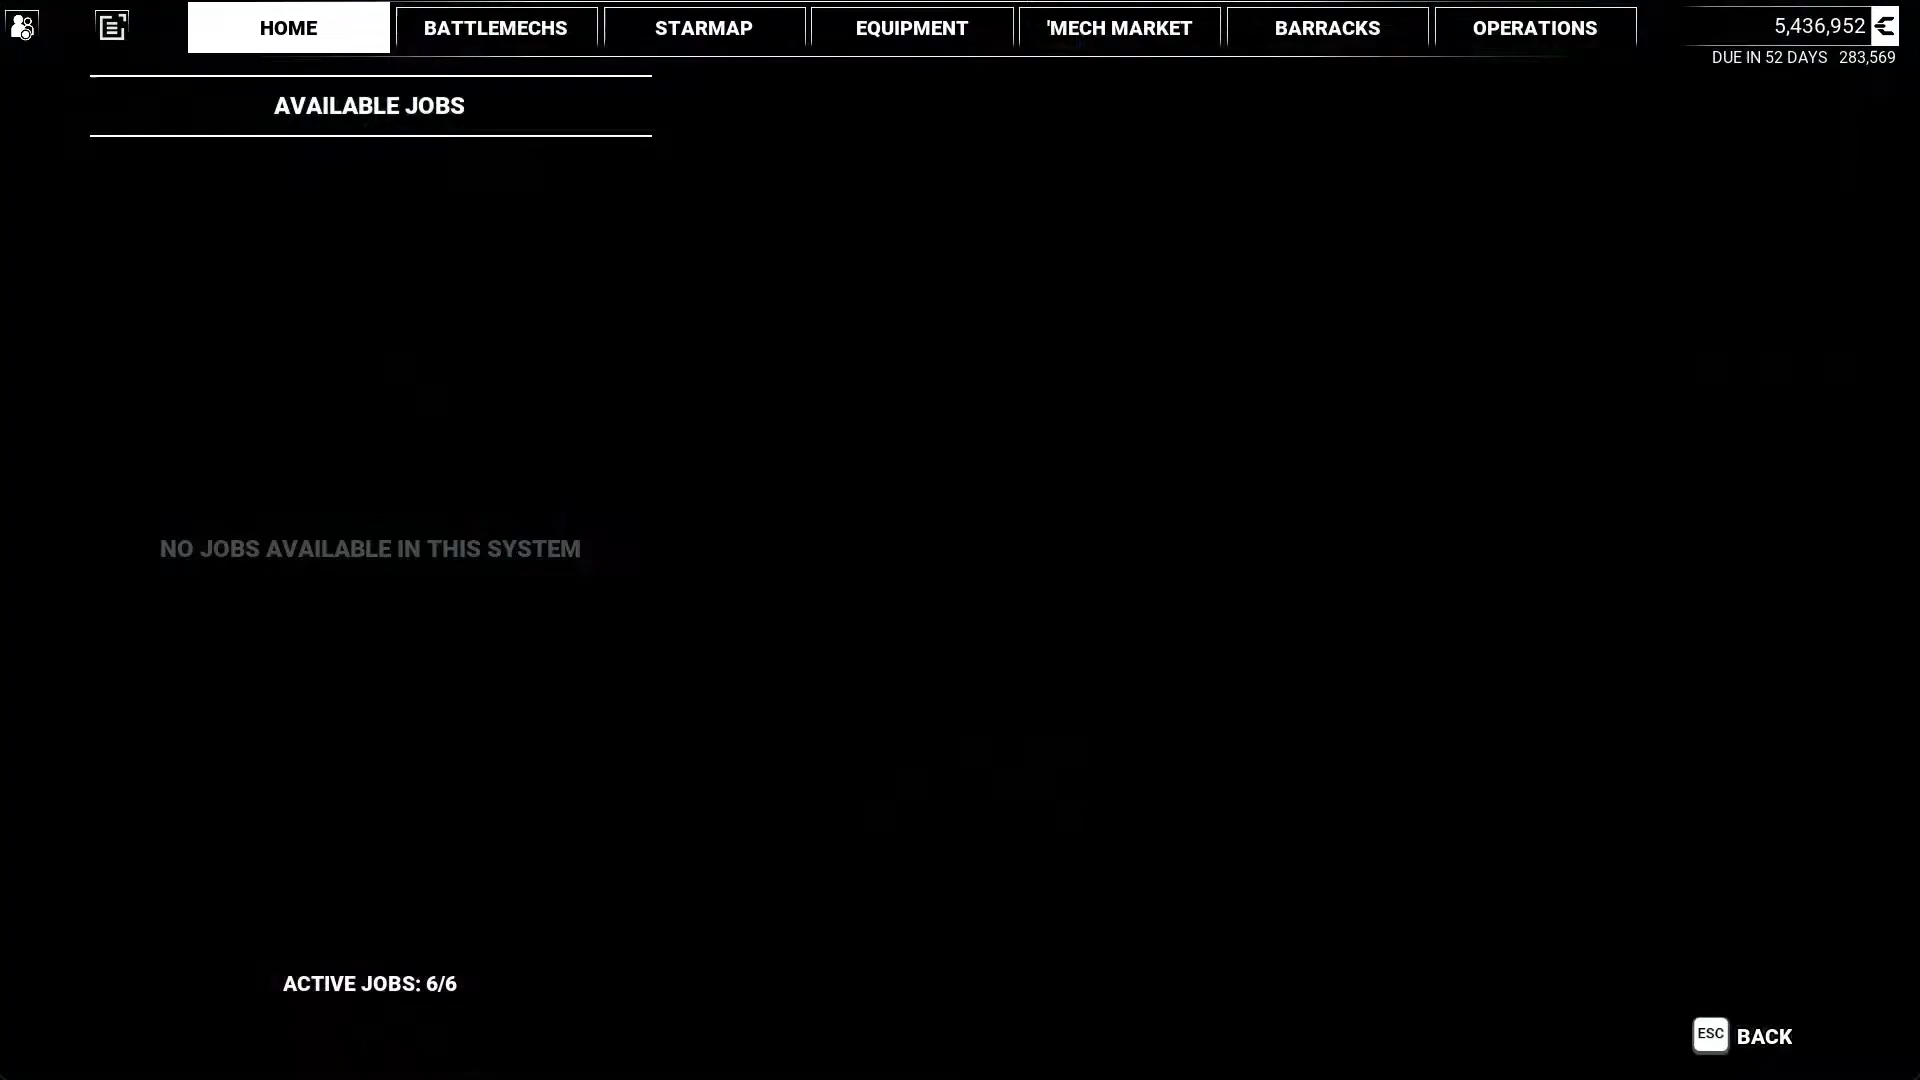 HOME
BATTLEMECHS
STARMAP
EQUIPMENT
'MECH MARKET
BARRACKS
OPERATIONS
5,436,952
DUE IN 52 DAYS 283,569
AVAILABLE JOBS
NO JOBS AVAILABLE IN THIS SYSTEM
ACTIVE JOBS: 6/6
ESC BACK